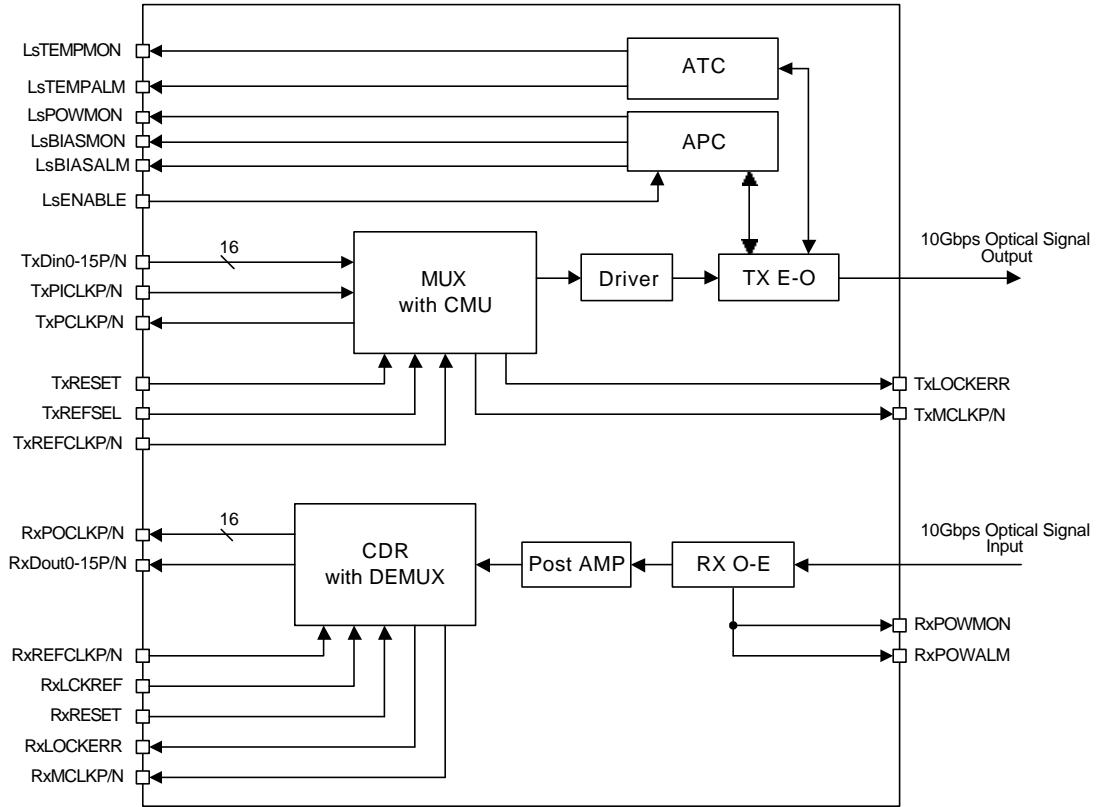 LsTEMPMON
ATC
LsTEMPALM
LsPOWMON
LsBIASMON
APC
LsBIASALM
LsENABLE
16
TxDin0-15P/N
TxPICLKP/N
TxPCLKP/N
MUX
with CMU
Driver
TX E-O
10Gbps Optical Signal
Output
TxRESET
TxREFSEL
TxREFCLKP/N
TxLOCKERR
TxMCLKP/N
16
RxPOCLKP/N
RxDout0-15P/N
CDR
with DEMUX
Post AMP
RX O-E
10Gbps Optical Signal
Input
RxPOWMON
RxPOWALM
RxREFCLKP/N
RxLCKREF
RxRESET
RxLOCKERR
RxMCLKP/N